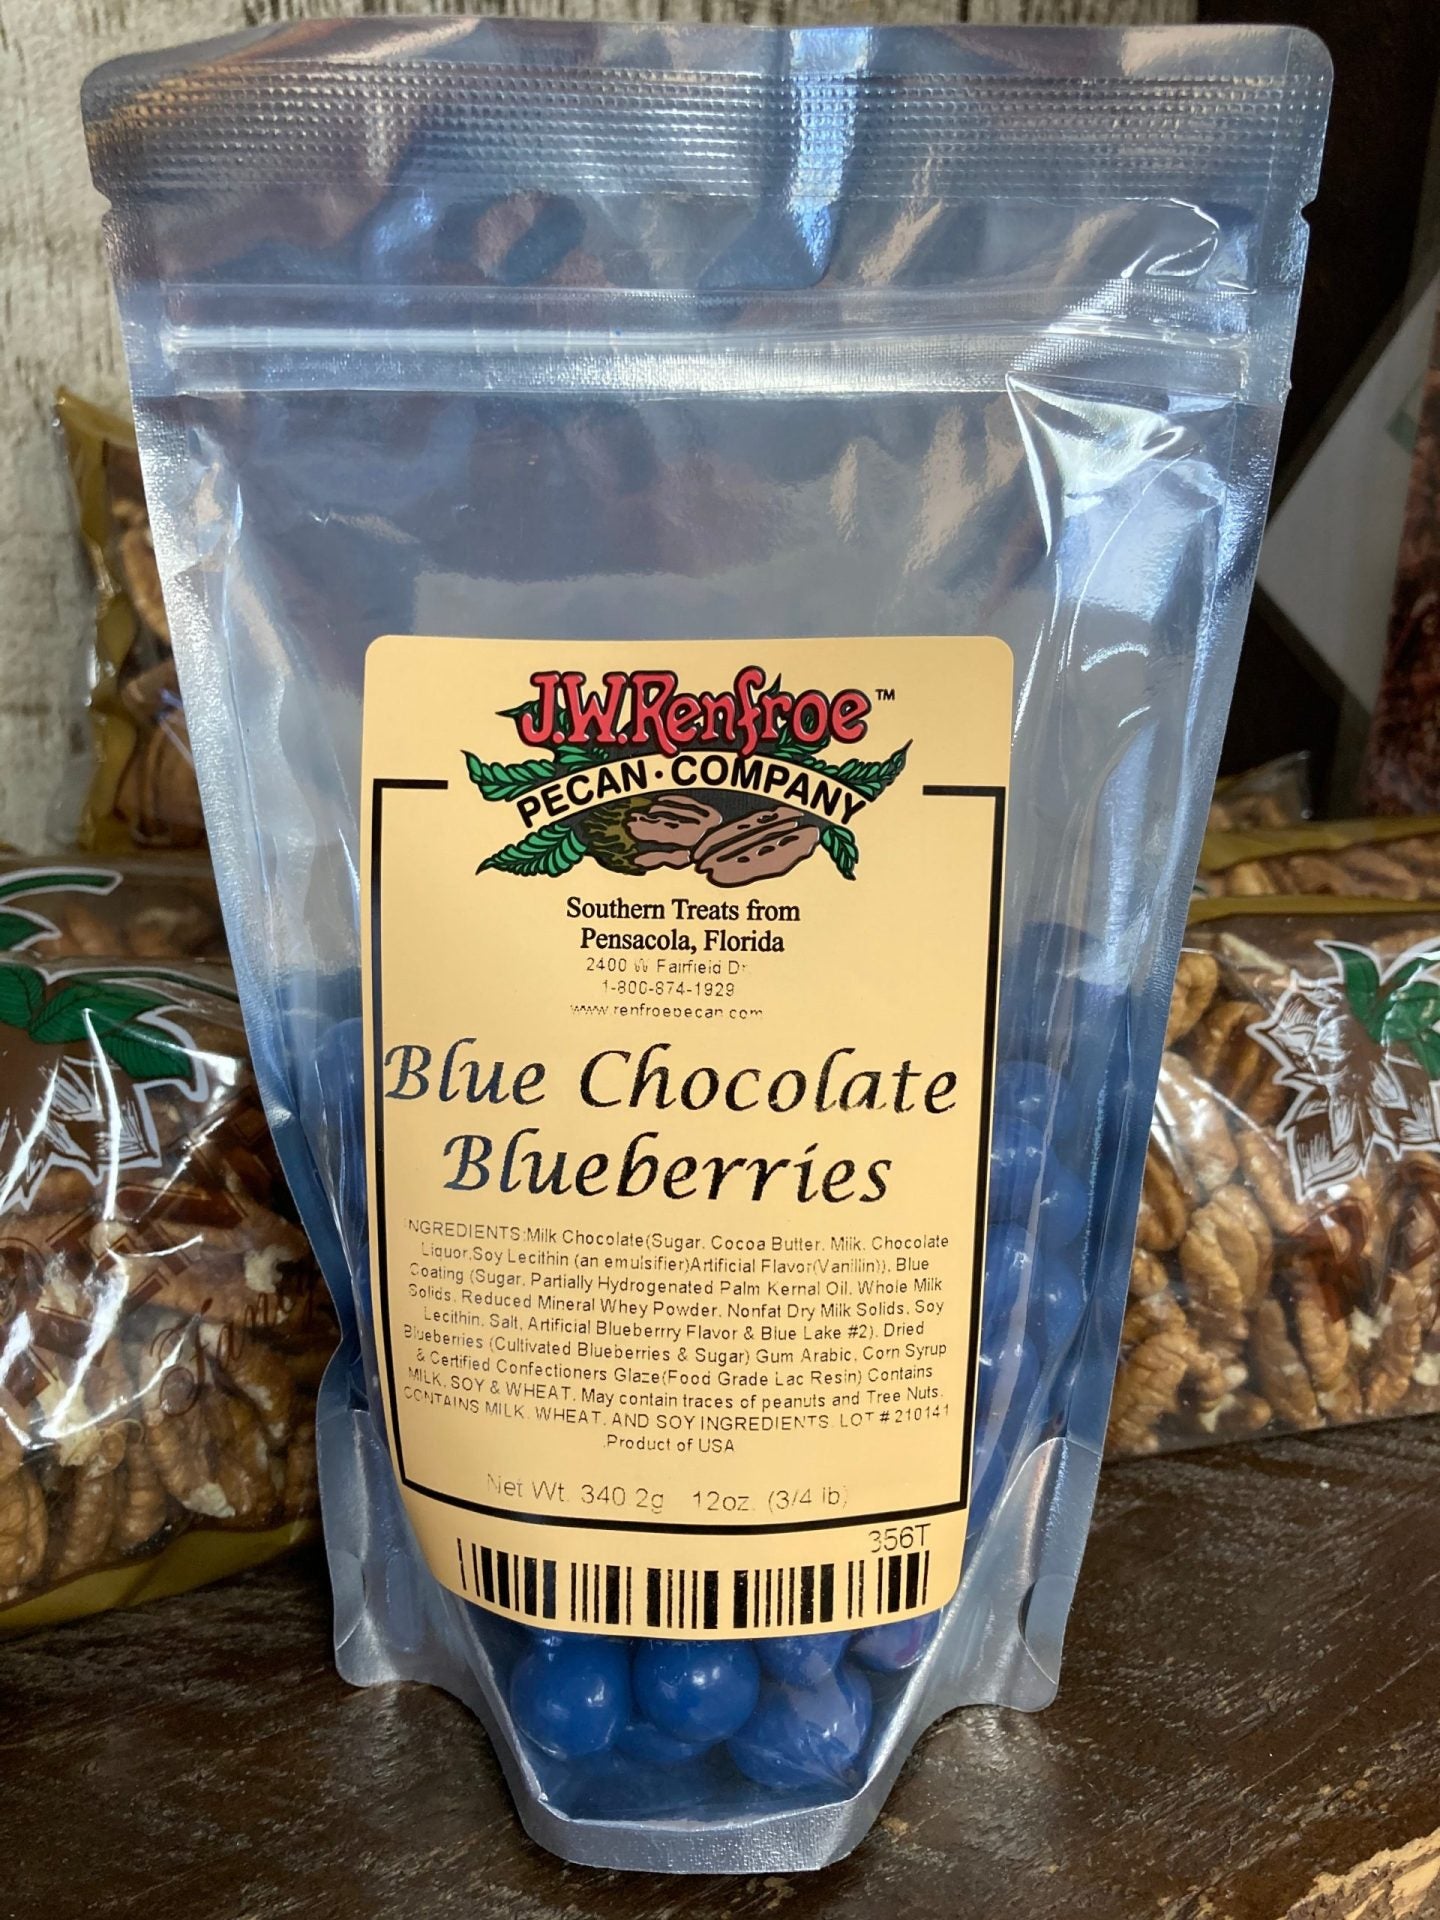 J.W.Renfroe™
PECAN·COMPANY
Southern Treats from
Pensacola, Florida
2400 W Fairfield Dr.
1-800-874-1929
www.renfroepecan.com
Blue Chocolate
Blueberries
INGREDIENTS:Milk Chocolate(Sugar, Cocoa Butter, Milk, Chocolate
Liquor,Soy Lecithin (an emulsifier)Artificial Flavor(Vanillin)), Blue
Coating (Sugar, Partially Hydrogenated Palm Kernal Oil, Whole Milk
Solids, Reduced Mineral Whey Powder, Nonfat Dry Milk Solids, Soy
Lecithin, Salt, Artificial Blueberrry Flavor & Blue Lake #2), Dried
Blueberries (Cultivated Blueberries & Sugar) Gum Arabic, Corn Syrup
& Certified Confectioners Glaze(Food Grade Lac Resin) Contains
MILK, SOY & WHEAT. May contain traces of peanuts and Tree Nuts.
CONTAINS MILK, WHEAT, AND SOY INGREDIENTS. LOT # 210141
.Product of USA
Net Wt. 340.2g 12oz. (3/4 lb)
356T